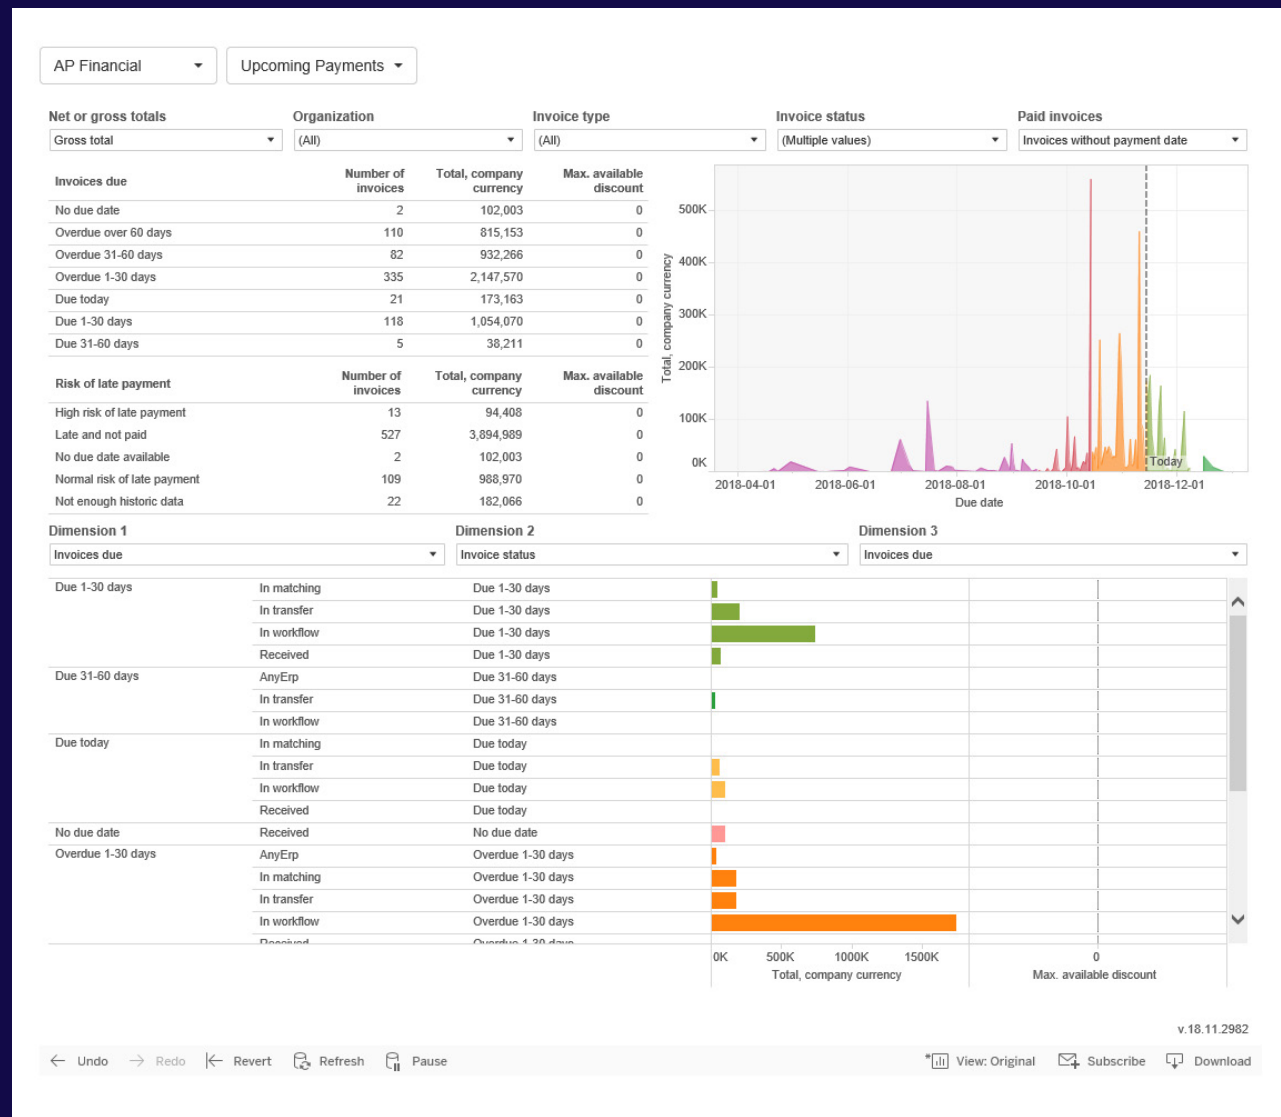 AP Financial Upcoming Payments
Net or gross totals Organization Invoice type Invoice status Paid invoices
Gross total (All) (All) (Multiple values) Invoices without payment date
Invoices due Number of invoices Total, company currency Max. available discount
No due date 2 102,003 0
Overdue over 60 days 110 815,153 0
Overdue 31-60 days 82 932,266 0
Overdue 1-30 days 335 2,147,570 0
Due today 21 173,163 0
Due 1-30 days 118 1,054,070 0
Due 31-60 days 5 38,211 0
Risk of late payment Number of invoices Total, company currency Max. available discount
High risk of late payment 13 94,408 0
Late and not paid 527 3,894,989 0
No due date available 2 102,003 0
Normal risk of late payment 109 988,970 0
Not enough historic data 22 182,066 0
Total, company currency
500K
400K
300K
200K
100K
0K
Today
2018-04-01 2018-06-01 2018-08-01 2018-10-01 2018-12-01
Due date
Dimension 1 Dimension 2 Dimension 3
Invoices due Invoice status Invoices due
Due 1-30 days In matching Due 1-30 days
In transfer Due 1-30 days
In workflow Due 1-30 days
Received Due 1-30 days
Due 31-60 days AnyErp Due 31-60 days
In transfer Due 31-60 days
In workflow Due 31-60 days
Due today In matching Due today
In transfer Due today
In workflow Due today
Received Due today
No due date Received No due date
Overdue 1-30 days AnyErp Overdue 1-30 days
In matching Overdue 1-30 days
In transfer Overdue 1-30 days
In workflow Overdue 1-30 days
Received Overdue 1-30 days
0K 500K 1000K 1500K 0
Total, company currency Max. available discount
v.18.11.2982
Undo Redo Revert Refresh Pause View: Original Subscribe Download